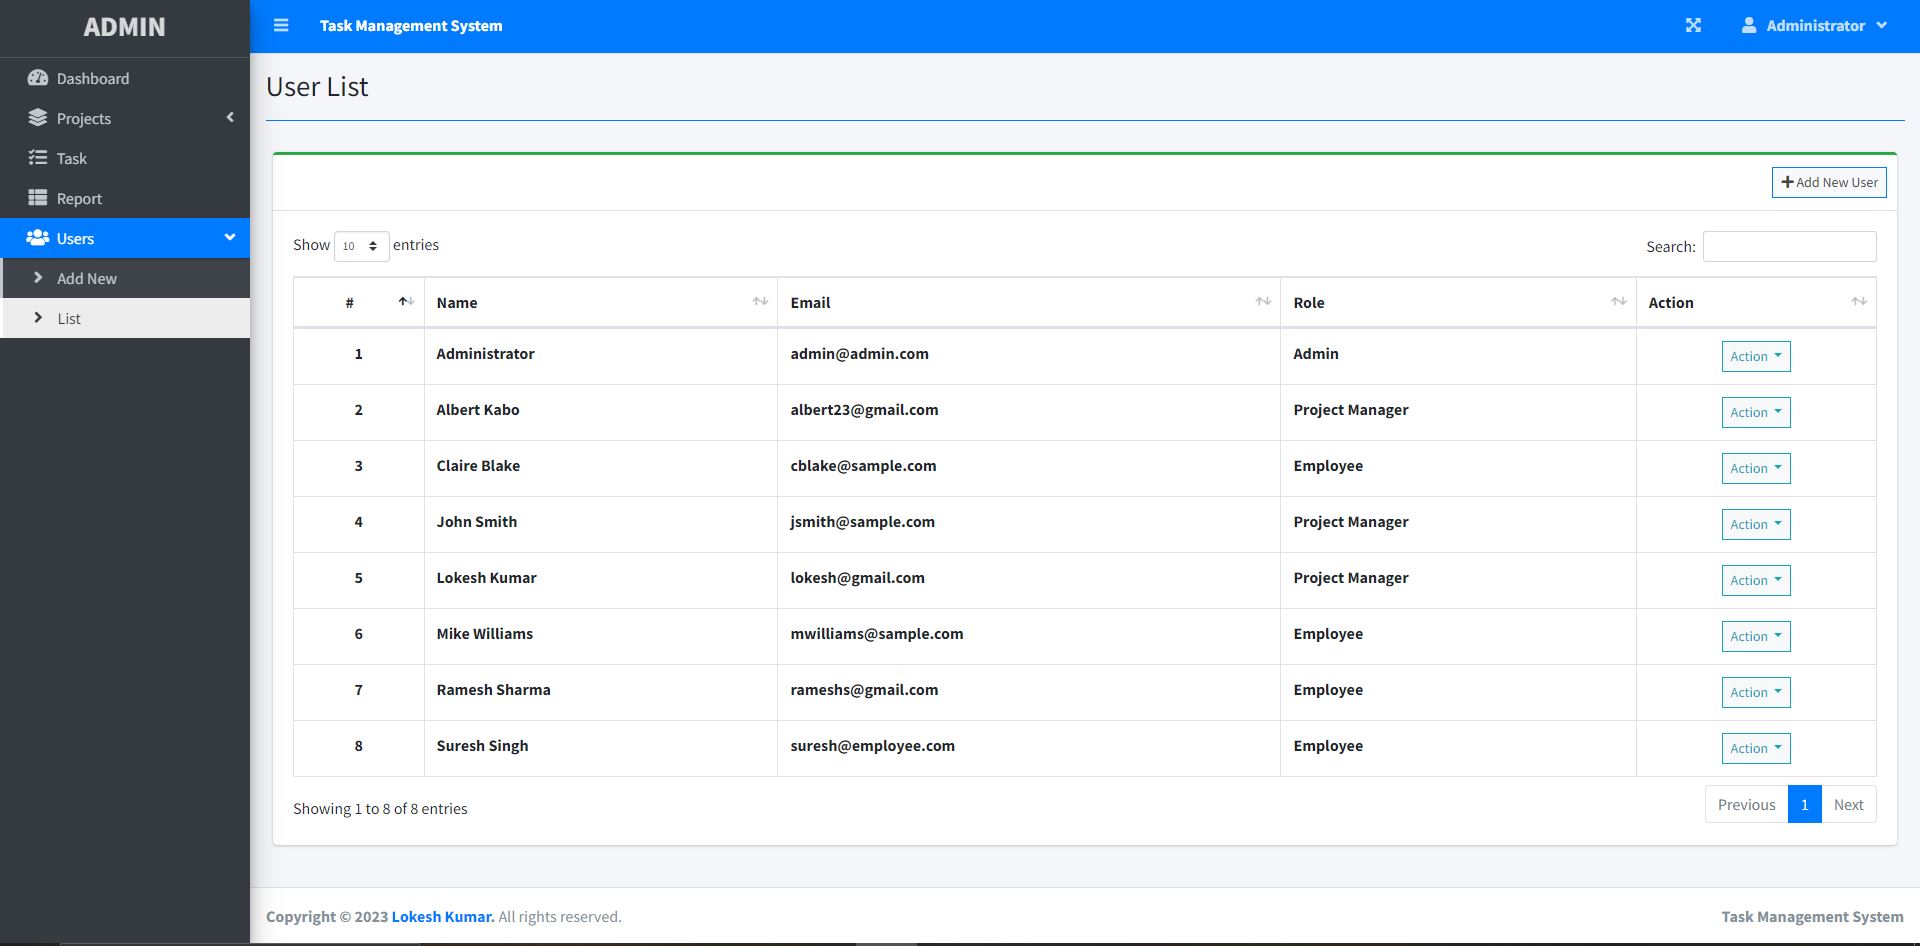 ADMIN
Task Management System
Administrator
Dashboard
Projects
Task
Report
Users
Add New
List
User List
Add New User
Show 10 entries
Search:
# Name Email Role Action
1 Administrator admin@admin.com Admin Action
2 Albert Kabo albert23@gmail.com Project Manager Action
3 Claire Blake cblake@sample.com Employee Action
4 John Smith jsmith@sample.com Project Manager Action
5 Lokesh Kumar lokesh@gmail.com Project Manager Action
6 Mike Williams mwilliams@sample.com Employee Action
7 Ramesh Sharma rameshs@gmail.com Employee Action
8 Suresh Singh suresh@employee.com Employee Action
Showing 1 to 8 of 8 entries
Previous 1 Next
Copyright © 2023 Lokesh Kumar. All rights reserved.
Task Management System